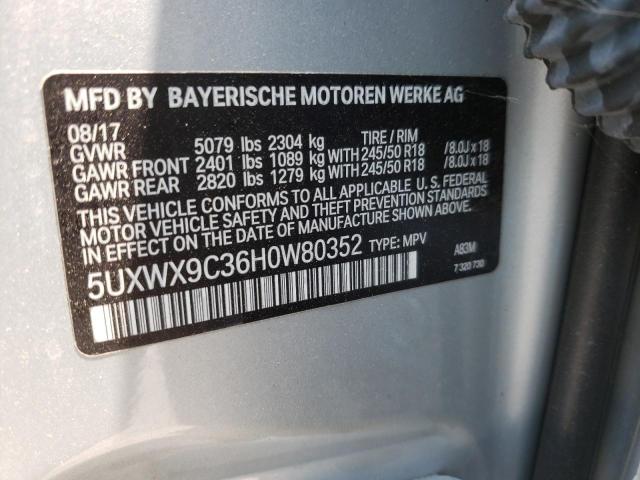 MFD BY BAYERISCHE MOTOREN WERKE AG
08/17 TIRE / RIM
GVWR 5079 lbs 2304 kg
GAWR FRONT 2401 lbs 1089 kg WITH 245/50 R18 /8.0J x 18
GAWR REAR 2820 lbs 1279 kg WITH 245/50 R18 /8.0J x 18
THIS VEHICLE CONFORMS TO ALL APPLICABLE U. S. FEDERAL
MOTOR VEHICLE SAFETY AND THEFT PREVENTION STANDARDS
IN EFFECT ON THE DATE OF MANUFACTURE SHOWN ABOVE.
5UXWX9C36H0W80352 TYPE: MPV A83M
7 320 730